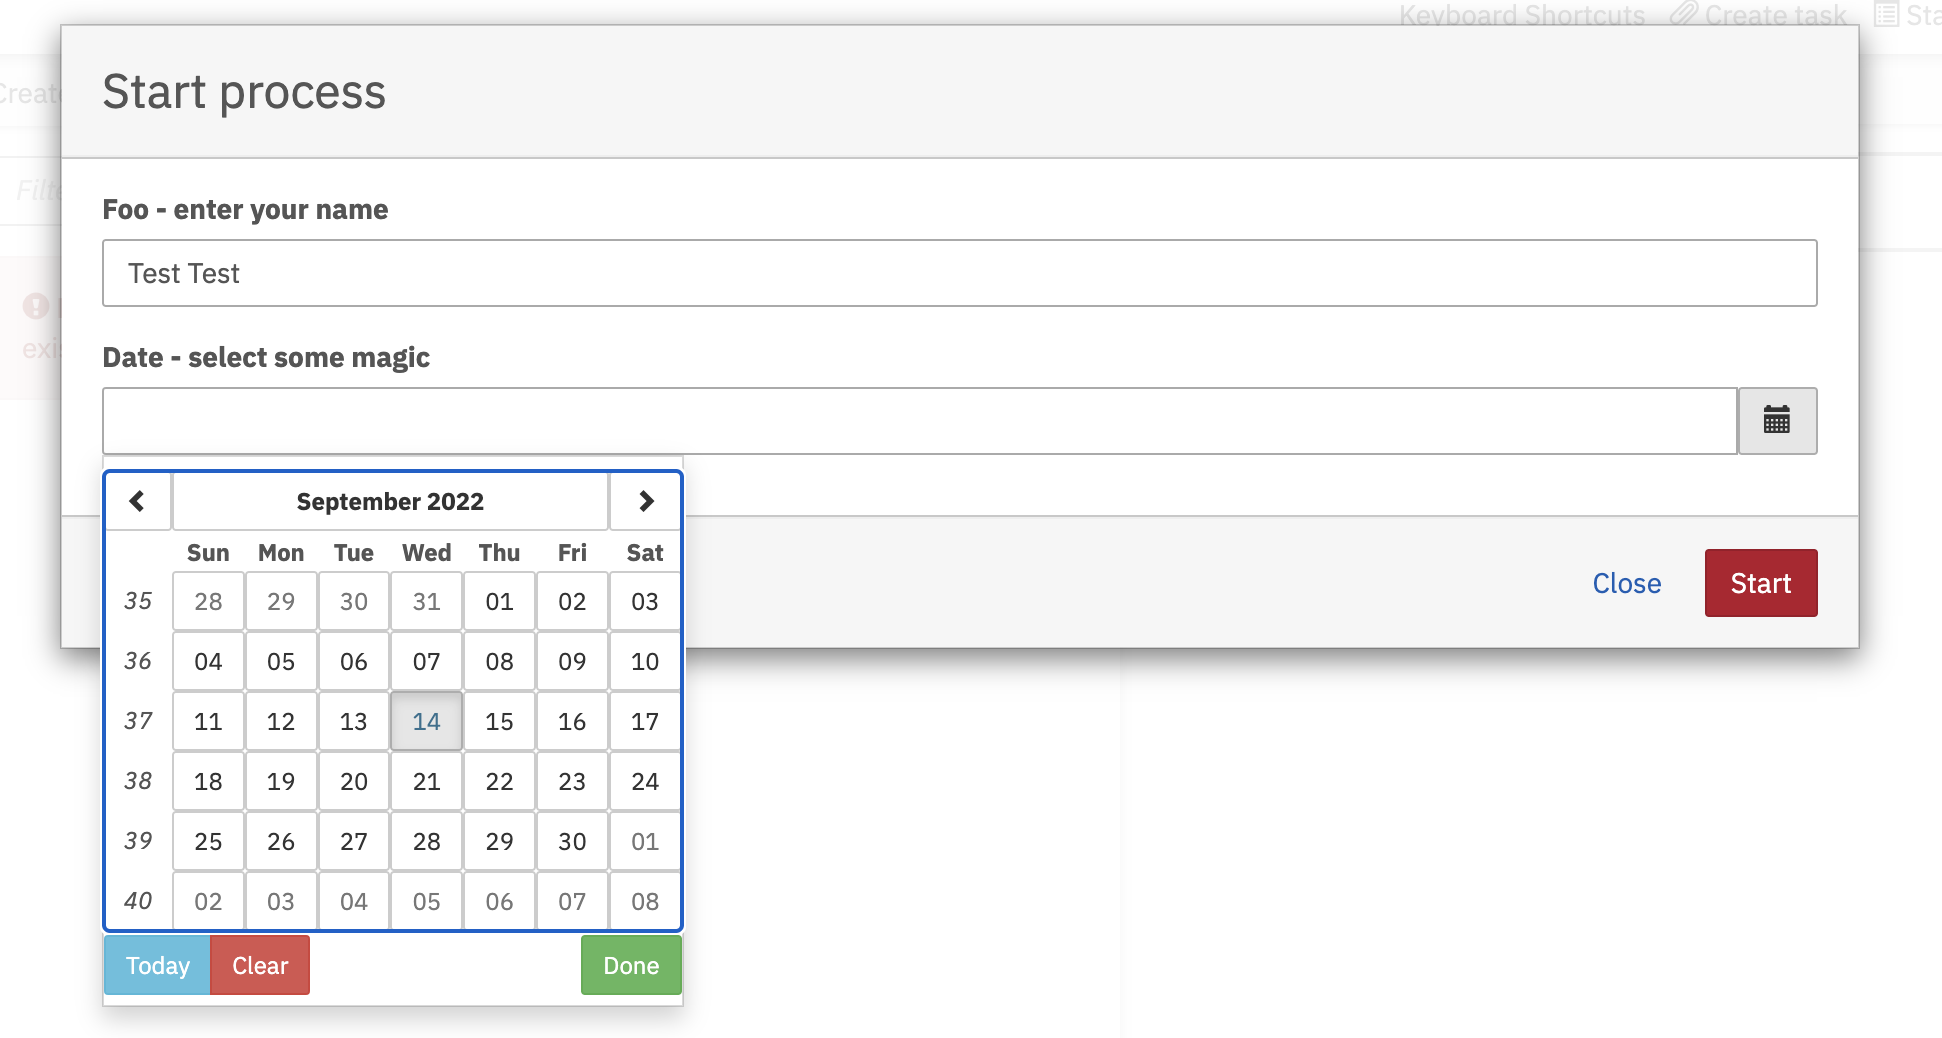 Keyboard Shortcuts Create task
Start process
Foo - enter your name
Test Test
Date - select some magic
September 2022
Sun Mon Tue Wed Thu Fri Sat
35 28 29 30 31 01 02 03
36 04 05 06 07 08 09 10
37 11 12 13 14 15 16 17
38 18 19 20 21 22 23 24
39 25 26 27 28 29 30 01
40 02 03 04 05 06 07 08
Today Clear Done
Close Start